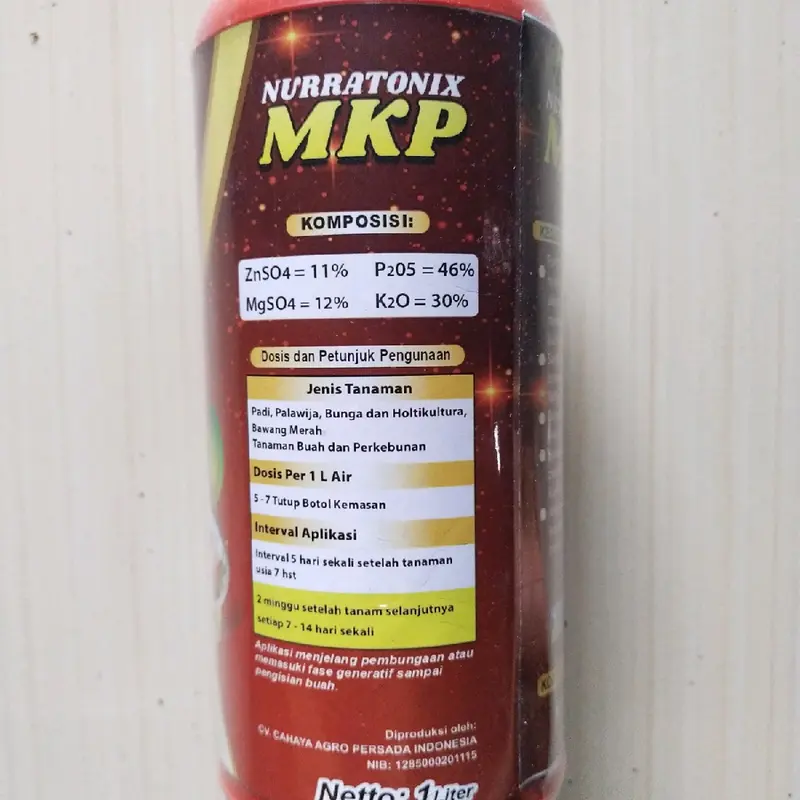 NURRATONIX
MKP
KOMPOSISI:
ZnSO4 = 11% P2O5 = 46%
MgSO4 = 12% K2O = 30%
Dosis dan Petunjuk Pengunaan
Jenis Tanaman
Padi, Palawija, Bunga dan Holtikultura,
Bawang Merah
Tanaman Buah dan Perkebunan
Dosis Per 1 L Air
5 - 7 Tutup Botol Kemasan
Interval Aplikasi
Interval 5 hari sekali setelah tanaman
usia 7 hst
2 minggu setelah tanam selanjutnya
setiap 7 - 14 hari sekali
Aplikasi menjelang pembungaan atau
memasuki fase generatif sampai
pengisian buah.
Diproduksi oleh:
CV. CAHAYA AGRO PERSADA INDONESIA
NIB: 1285000201115
Netto: 1 Liter